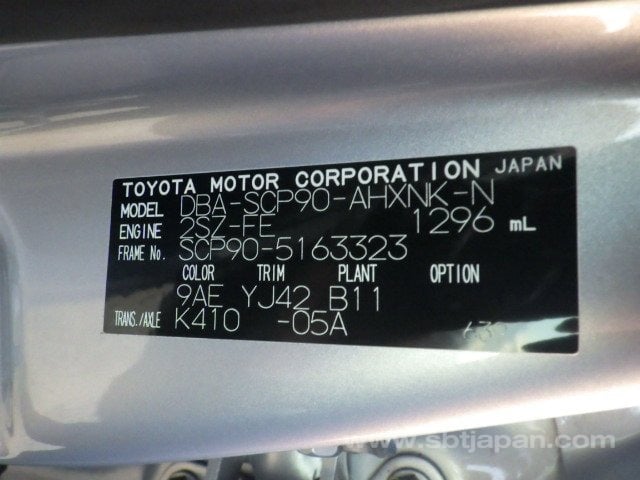 TOYOTA MOTOR CORPORATION JAPAN
MODEL DBA-SCP90-AHXNK-N
ENGINE 2SZ-FE 1296 mL
FRAME No. SCP90-5163323
COLOR TRIM PLANT OPTION
9AE YJ42 B11
TRANS./AXLE K410 -05A
www.sbtjapan.com